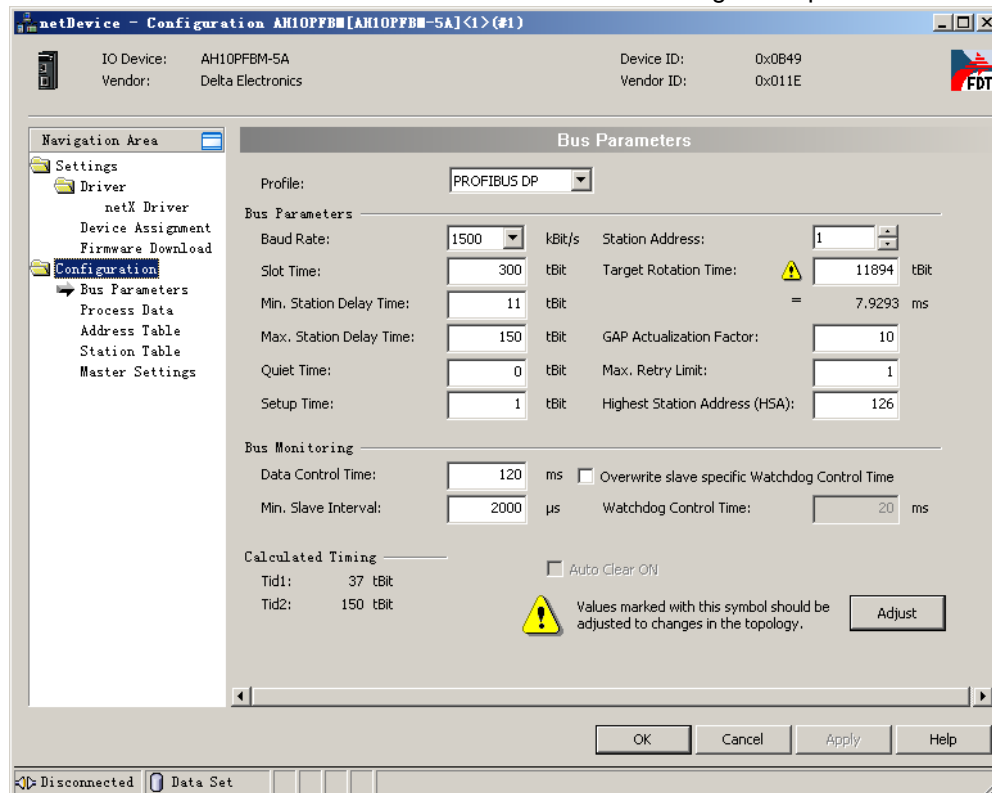 netDevice - Configuration AH10PFBM[AH10PFBM-5A]<1>(#1)
IO Device: AH10PFBM-5A Device ID: 0x0B49
Vendor: Delta Electronics Vendor ID: 0x011E
FDT
Navigation Area
Settings
Driver
netX Driver
Device Assignment
Firmware Download
Configuration
Bus Parameters
Process Data
Address Table
Station Table
Master Settings
Bus Parameters
Profile: PROFIBUS DP
Bus Parameters
Baud Rate: 1500 kBit/s Station Address: 1
Slot Time: 300 tBit Target Rotation Time: 11894 tBit
Min. Station Delay Time: 11 tBit = 7.9293 ms
Max. Station Delay Time: 150 tBit GAP Actualization Factor: 10
Quiet Time: 0 tBit Max. Retry Limit: 1
Setup Time: 1 tBit Highest Station Address (HSA): 126
Bus Monitoring
Data Control Time: 120 ms Overwrite slave specific Watchdog Control Time
Min. Slave Interval: 2000 µs Watchdog Control Time: 20 ms
Calculated Timing
Auto Clear ON
Tid1: 37 tBit
Tid2: 150 tBit
Values marked with this symbol should be
adjusted to changes in the topology.
Adjust
OK Cancel Apply Help
Disconnected Data Set